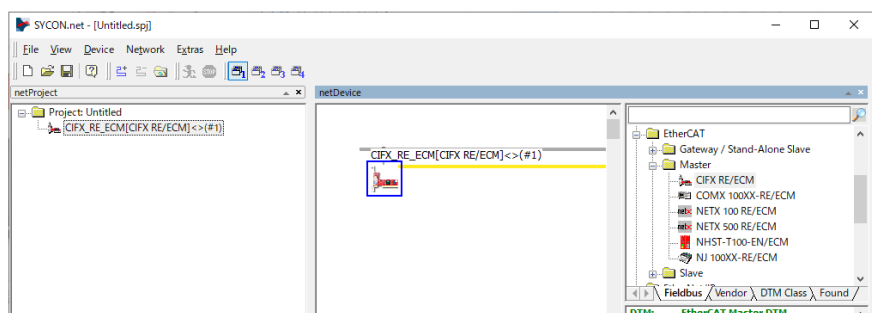 SYCON.net - [Untitled.spj]
File View Device Network Extras Help
netProject
Project: Untitled
CIFX_RE_ECM[CIFX RE/ECM]<>(#1)
netDevice
CIFX_RE_ECM[CIFX RE/ECM]<>(#1)
EtherCAT
Gateway / Stand-Alone Slave
Master
CIFX RE/ECM
COMX 100XX-RE/ECM
NETX 100 RE/ECM
NETX 500 RE/ECM
NHST-T100-EN/ECM
NJ 100XX-RE/ECM
Slave
Fieldbus Vendor DTM Class Found
DTM: EtherCAT Master DTM